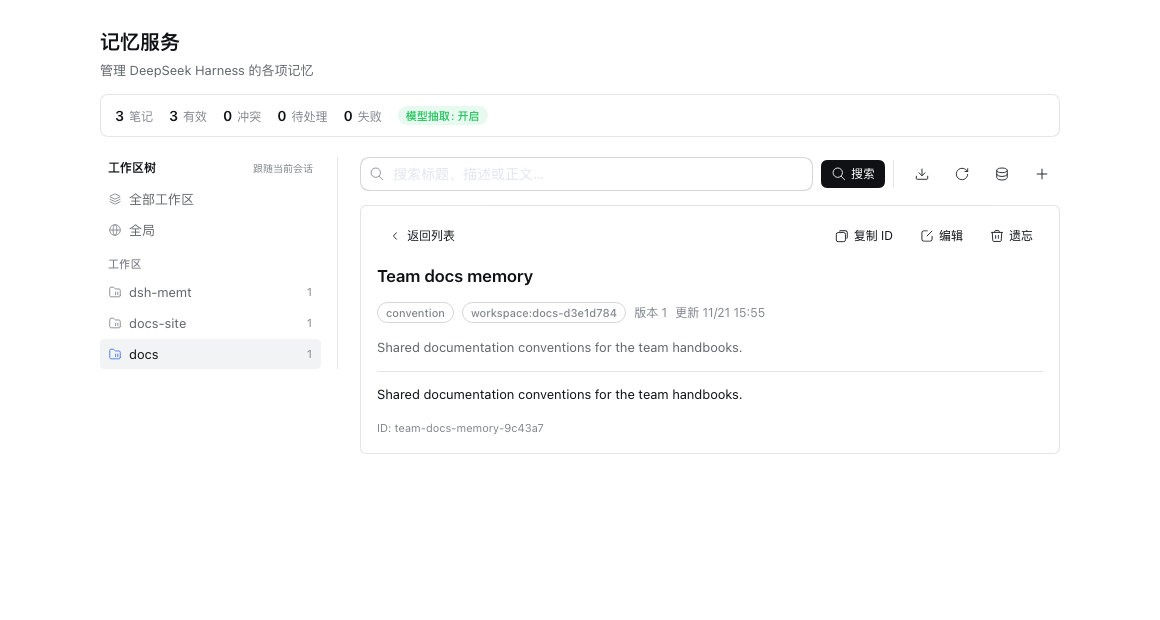 记忆服务
管理 DeepSeek Harness 的各项记忆
3 笔记 3 有效 0 冲突 0 待处理 0 失败 模型抽取: 开启
工作区树 跟随当前会话
全部工作区
全局
工作区
dsh-memt 1
docs-site 1
docs 1
搜索标题、描述或正文... 搜索
返回列表 复制 ID 编辑 遗忘
Team docs memory
convention workspace:docs-d3e1d784 版本 1 更新 11/21 15:55
Shared documentation conventions for the team handbooks.
Shared documentation conventions for the team handbooks.
ID: team-docs-memory-9c43a7